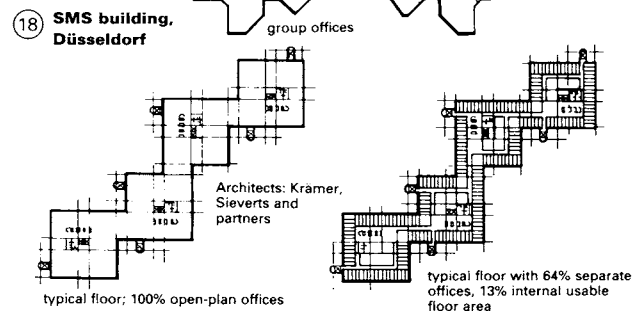 18 SMS building,
Düsseldorf
group offices
Architects: Krämer,
Sieverts and
partners
typical floor; 100% open-plan offices
typical floor with 64% separate
offices, 13% internal usable
floor area